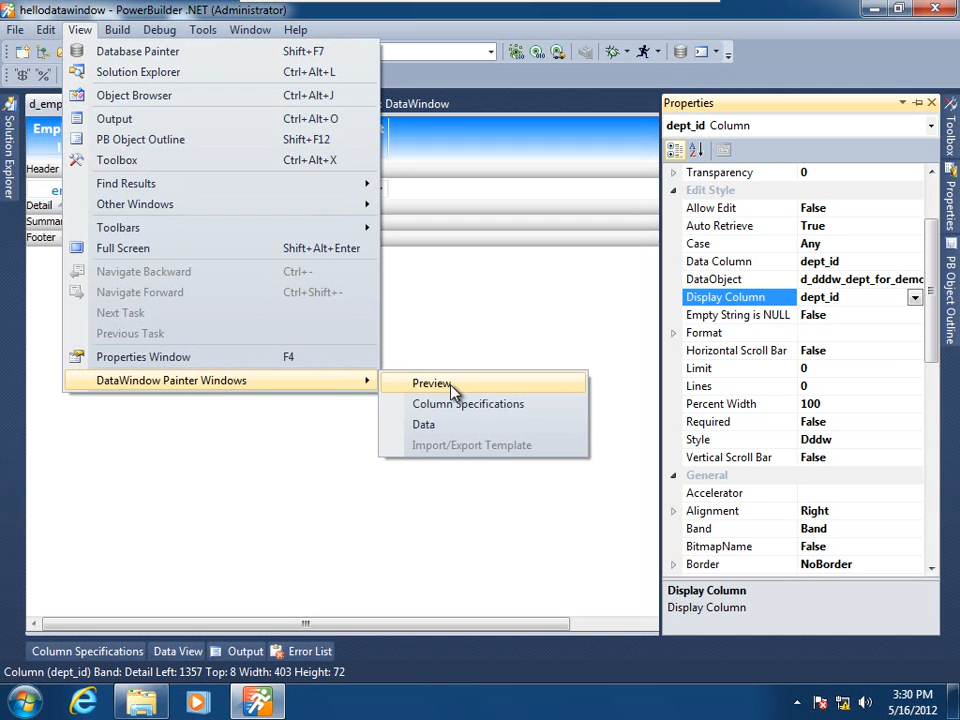 hellodatawindow - PowerBuilder .NET (Administrator)
File Edit View Build Debug Tools Window Help
Database Painter Shift+F7
Solution Explorer Ctrl+Alt+L
Object Browser Ctrl+Alt+J
Output Ctrl+Alt+O
PB Object Outline Shift+F12
Toolbox Ctrl+Alt+X
Find Results
Other Windows
Toolbars
Full Screen Shift+Alt+Enter
Navigate Backward Ctrl+-
Navigate Forward Ctrl+Shift+-
Next Task
Previous Task
Properties Window F4
DataWindow Painter Windows
Preview
Column Specifications
Data
Import/Export Template
"$" %
Solution Explorer
d_emp
DataWindow
Emp
Header
Detail
Summar
Footer
Properties
dept_id Column
Transparency 0
Edit Style
Allow Edit False
Auto Retrieve True
Case Any
Data Column dept_id
DataObject d_dddw_dept_for_demo
Display Column dept_id
Empty String is NULL False
Format
Horizontal Scroll Bar False
Limit 0
Lines 0
Percent Width 100
Required False
Style Dddw
Vertical Scroll Bar False
General
Accelerator
Alignment Right
Band Band
BitmapName False
Border NoBorder
Display Column
Display Column
Toolbox
Properties
PB Object Outline
Column Specifications Data View Output Error List
Column (dept_id) Band: Detail Left: 1357 Top: 8 Width: 403 Height: 72
3:30 PM
5/16/2012